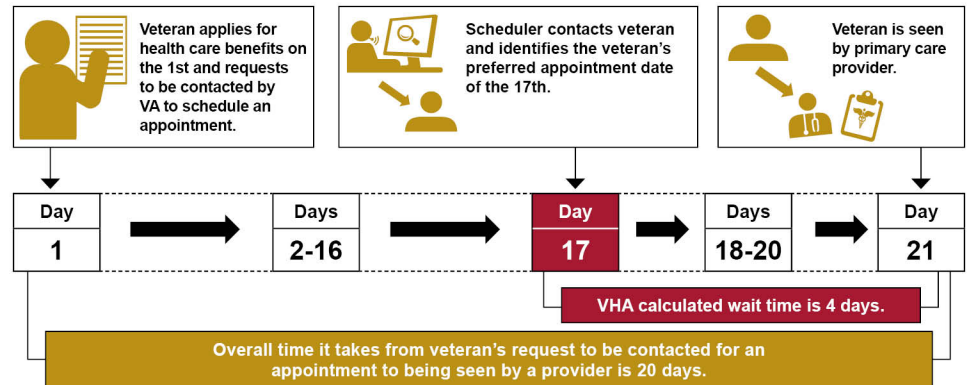 Veteran applies for
health care benefits on
the 1st and requests
to be contacted by
VA to schedule an
appointment.
Scheduler contacts veteran
and identifies the veteran's
preferred appointment date
of the 17th.
Veteran is seen
by primary care
provider.
Day
1
Days
2-16
Day
17
Days
18-20
Day
21
VHA calculated wait time is 4 days.
Overall time it takes from veteran's request to be contacted for an
appointment to being seen by a provider is 20 days.